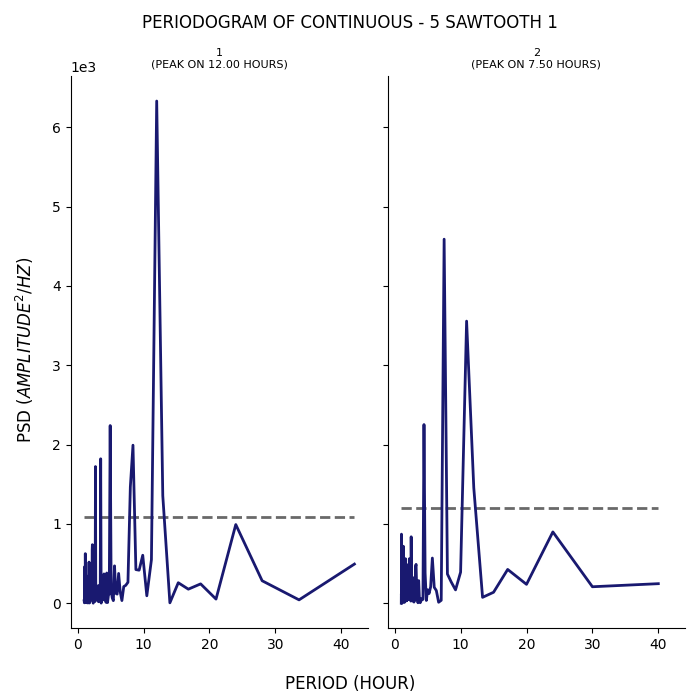 PERIODOGRAM OF CONTINUOUS - 5 SAWTOOTH 1
1
(PEAK ON 12.00 HOURS)
2
(PEAK ON 7.50 HOURS)
1e3
6
5
4
3
2
1
0
PSD (AMPLITUDE²/HZ)
0 10 20 30 40
0 10 20 30 40
PERIOD (HOUR)